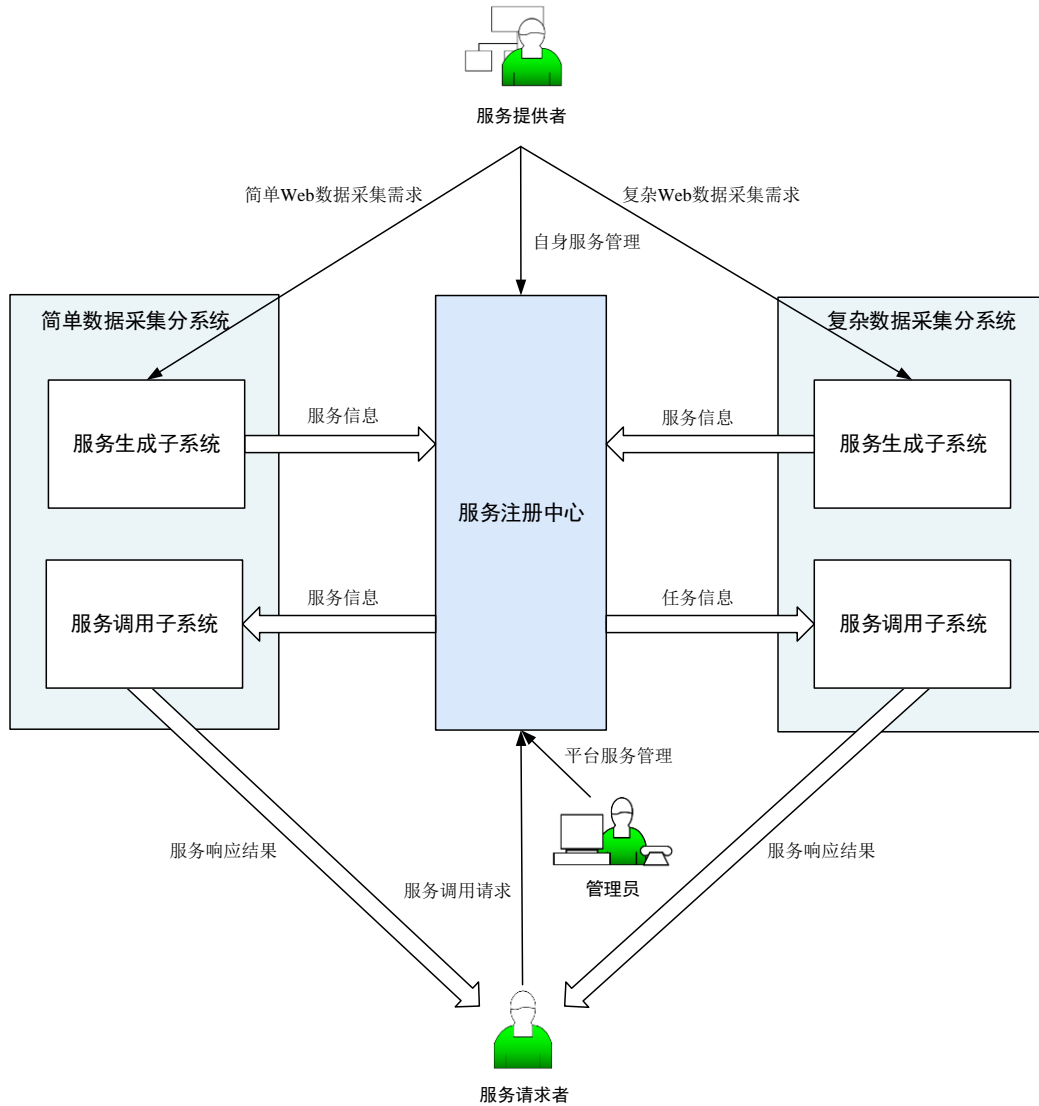 服务提供者
简单Web数据采集需求
复杂Web数据采集需求
自身服务管理
简单数据采集分系统
复杂数据采集分系统
服务生成子系统
服务信息
服务信息
服务生成子系统
服务注册中心
服务调用子系统
服务信息
任务信息
服务调用子系统
平台服务管理
服务响应结果
服务响应结果
服务调用请求
管理员
服务请求者